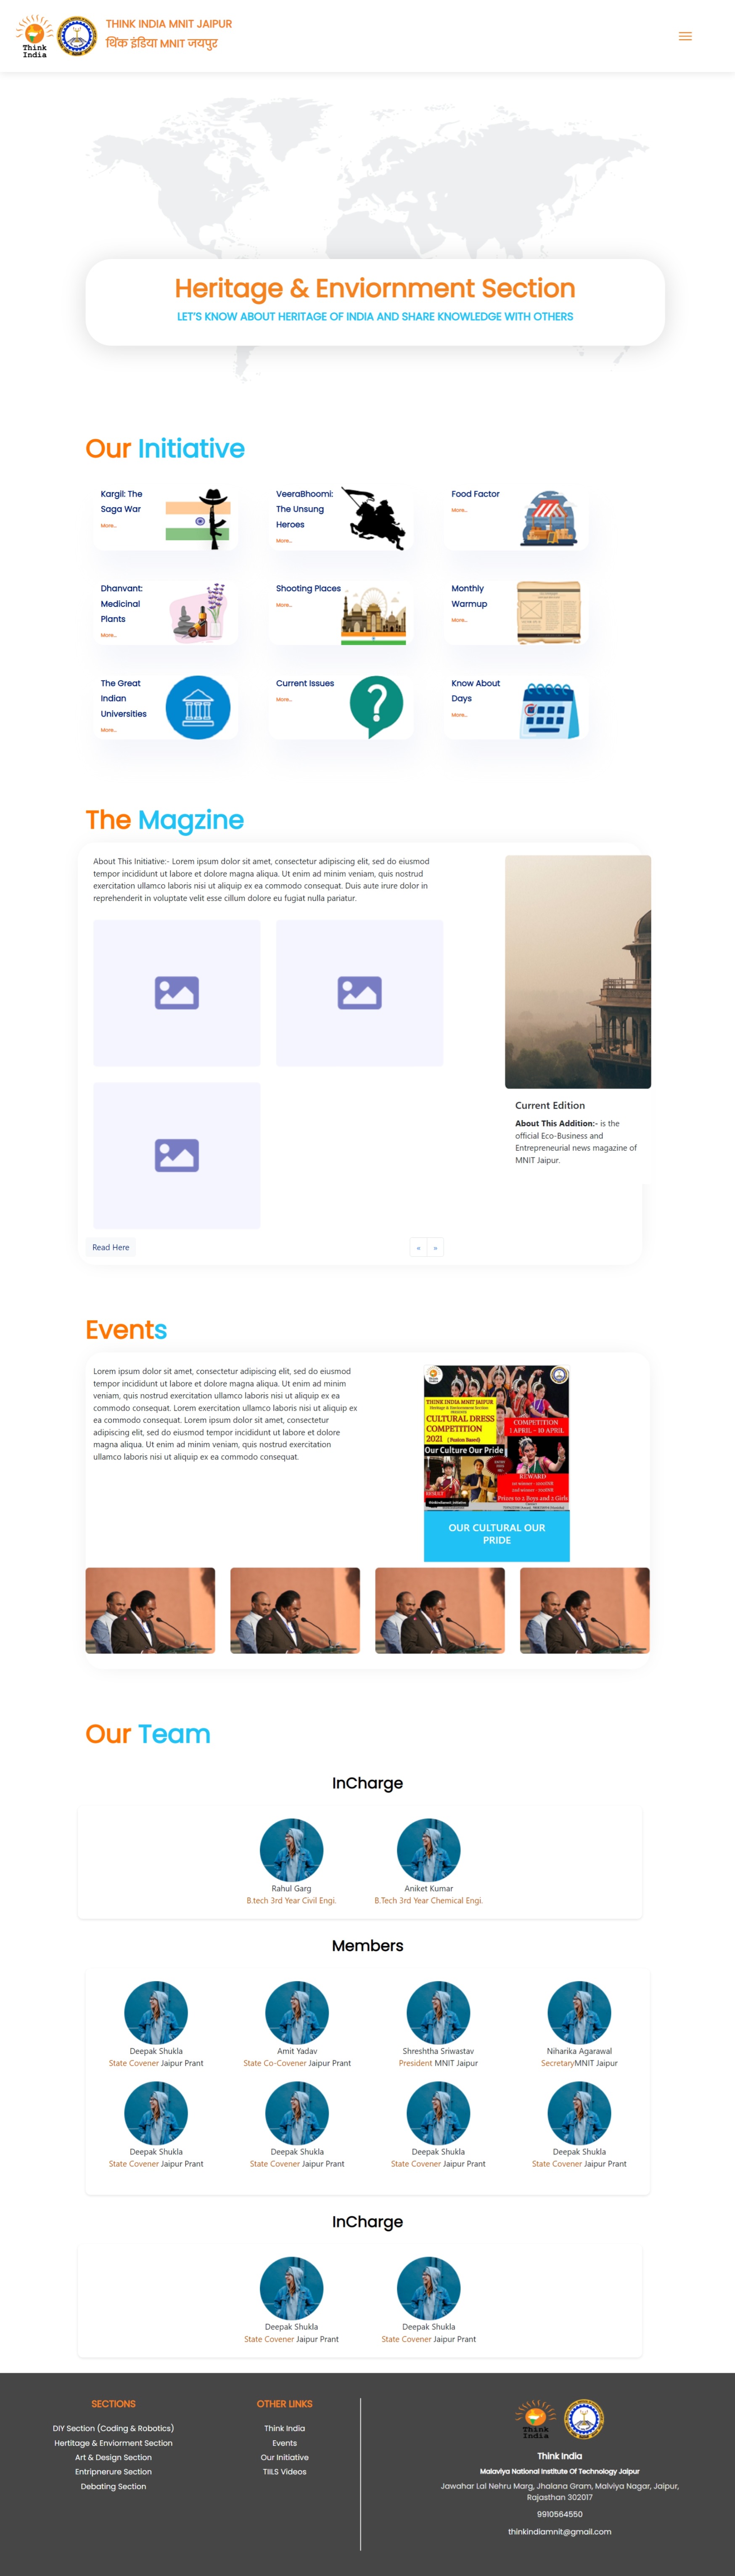 Think
India
THINK INDIA MNIT JAIPUR
थिंक इंडिया MNIT जयपुर
Heritage & Enviornment Section
LET'S KNOW ABOUT HERITAGE OF INDIA AND SHARE KNOWLEDGE WITH OTHERS
Our Initiative
Kargil: The
Saga War
More...
VeeraBhoomi:
The Unsung
Heroes
More...
Food Factor
More...
Dhanvant:
Medicinal
Plants
More...
Shooting Places
More...
Monthly
Warmup
More...
The Great
Indian
Universities
More...
Current Issues
More...
Know About
Days
More...
The Magzine
About This Initiative:- Lorem ipsum dolor sit amet, consectetur adipiscing elit, sed do eiusmod
tempor incididunt ut labore et dolore magna aliqua. Ut enim ad minim veniam, quis nostrud
exercitation ullamco laboris nisi ut aliquip ex ea commodo consequat. Duis aute irure dolor in
reprehenderit in voluptate velit esse cillum dolore eu fugiat nulla pariatur.
Current Edition
About This Addition:- is the
official Eco-Business and
Entrepreneurial news magazine of
MNIT Jaipur.
Read Here
« »
Events
Lorem ipsum dolor sit amet, consectetur adipiscing elit, sed do eiusmod
tempor incididunt ut labore et dolore magna aliqua. Ut enim ad minim
veniam, quis nostrud exercitation ullamco laboris nisi ut aliquip ex ea
commodo consequat. Lorem exercitation ullamco laboris nisi ut aliquip ex
ea commodo consequat. Lorem ipsum dolor sit amet, consectetur
adipiscing elit, sed do eiusmod tempor incididunt ut labore et dolore
magna aliqua. Ut enim ad minim veniam, quis nostrud exercitation
ullamco laboris nisi ut aliquip ex ea commodo consequat.
THINK INDIA MNIT JAIPUR
Heritage & Environment Section
CULTURAL DRESS
COMPETITION
2021
Our Culture Our Pride
COMPETITION
1 APRIL - 10 APRIL
REWARD
Prizes to 2 Boys and 2 Girls
OUR CULTURAL OUR
PRIDE
Our Team
InCharge
Rahul Garg
B.tech 3rd Year Civil Engi.
Aniket Kumar
B.Tech 3rd Year Chemical Engi.
Members
Deepak Shukla
State Covener Jaipur Prant
Amit Yadav
State Co-Covener Jaipur Prant
Shreshtha Sriwastav
President MNIT Jaipur
Niharika Agarawal
SecretaryMNIT Jaipur
Deepak Shukla
State Covener Jaipur Prant
Deepak Shukla
State Covener Jaipur Prant
Deepak Shukla
State Covener Jaipur Prant
Deepak Shukla
State Covener Jaipur Prant
InCharge
Deepak Shukla
State Covener Jaipur Prant
Deepak Shukla
State Covener Jaipur Prant
SECTIONS
DIY Section (Coding & Robotics)
Hertitage & Enviorment Section
Art & Design Section
Entripnerure Section
Debating Section
OTHER LINKS
Think India
Events
Our Initiative
TIILS Videos
Think
India
Think India
Malaviya National Institute Of Technology Jaipur
Jawahar Lal Nehru Marg, Jhalana Gram, Malviya Nagar, Jaipur,
Rajasthan 302017
9910564550
thinkindiamnit@gmail.com